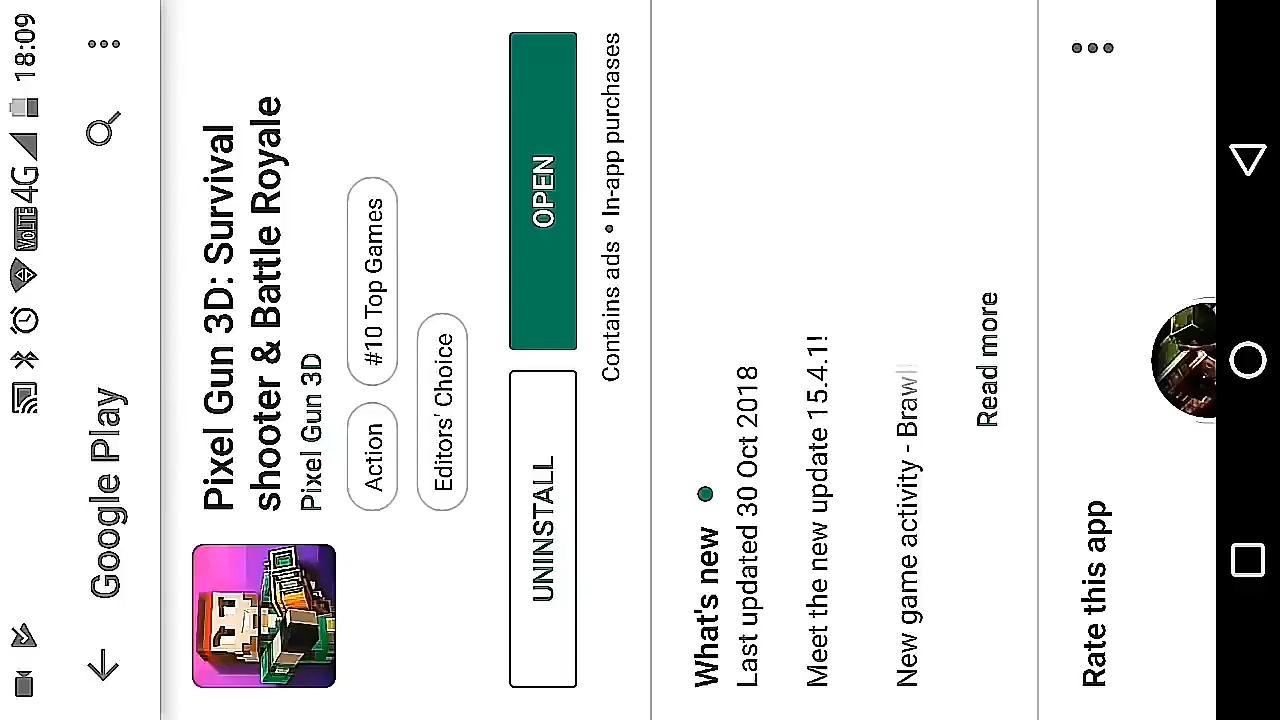 VoLTE 4G 18:09
Google Play
Pixel Gun 3D: Survival
shooter & Battle Royale
Pixel Gun 3D
Action
#10 Top Games
Editors' Choice
UNINSTALL
OPEN
Contains ads • In-app purchases
What's new
Last updated 30 Oct 2018
Meet the new update 15.4.1!
New game activity - Brawl
Read more
Rate this app